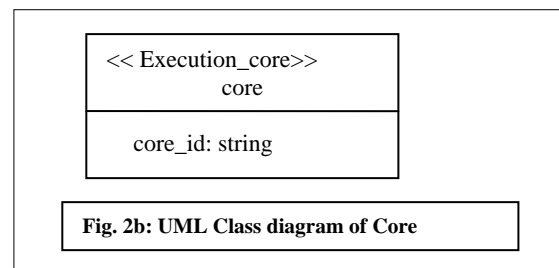 << Execution_core>>
core
core_id: string
Fig. 2b: UML Class diagram of Core